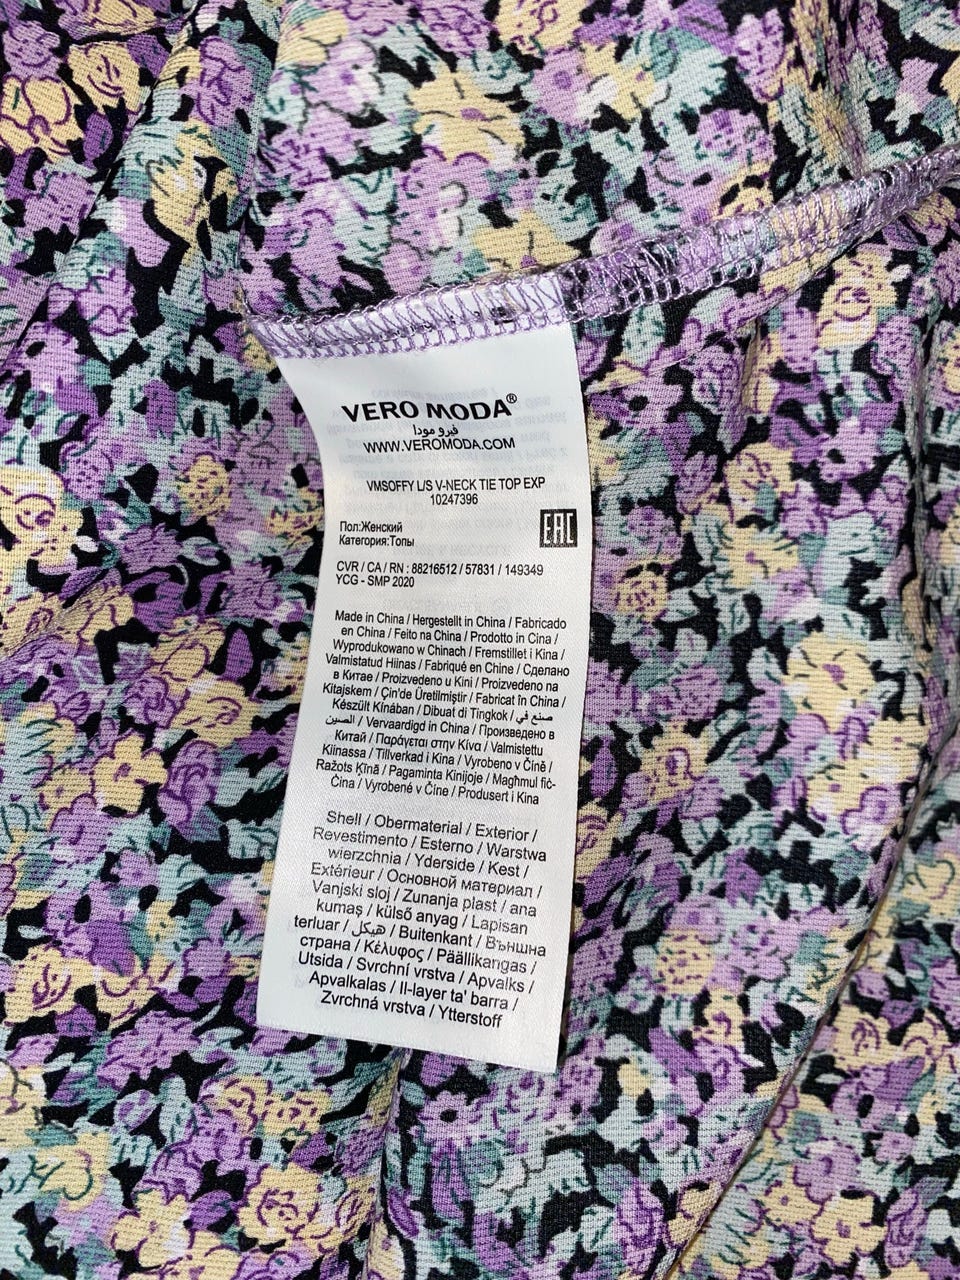 VERO MODA®
ڤيرو مودا
WWW.VEROMODA.COM
VMSOFFY L/S V-NECK TIE TOP EXP
10247396
Пол:Женский
Категория:Топы
EAC
CVR / CA / RN : 88216512 / 57831 / 149349
YCG - SMP 2020
Made in China / Hergestellt in China / Fabricado
en China / Feito na China / Prodotto in Cina /
Wyprodukowano w Chinach / Fremstillet i Kina /
Valmistatud Hiinas / Fabriqué en Chine / Сделано
в Китае / Proizvedeno u Kini / Proizvedeno na
Kitajskem / Çin'de Üretilmiştir / Fabricat în China /
Készült Kínában / Dibuat di Tingkok / صنع في
الصين / Vervaardigd in China / Произведено в
Китай / Παράγεται στην Κίνα / Valmistettu
Kiinassa / Tillverkad i Kina / Vyrobeno v Číně /
Ražots Ķīnā / Pagaminta Kinijoje / Magħmul fiċ-
Ċina / Vyrobené v Číne / Produsert i Kina
Shell / Obermaterial / Exterior /
Revestimento / Esterno / Warstwa
wierzchnia / Yderside / Kest /
Extérieur / Основной материал /
Vanjski sloj / Zunanja plast / ana
kumaş / külső anyag / Lapisan
terluar / هيكل / Buitenkant / Външна
страна / Κέλυφος / Päällikangas /
Utsida / Svrchní vrstva / Apvalks /
Apvalkalas / Il-layer ta' barra /
Zvrchná vrstva / Ytterstoff